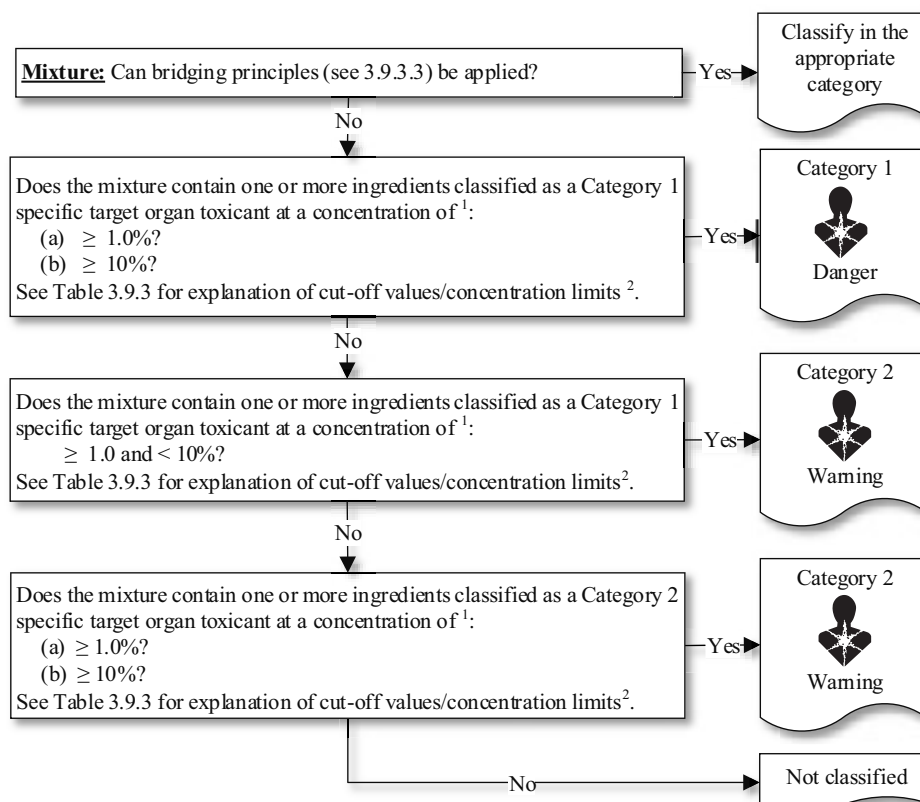 Mixture: Can bridging principles (see 3.9.3.3) be applied?
Yes
Classify in the
appropriate
category
No
Does the mixture contain one or more ingredients classified as a Category 1
specific target organ toxicant at a concentration of ¹:
(a) ≥ 1.0%?
(b) ≥ 10%?
See Table 3.9.3 for explanation of cut-off values/concentration limits ².
Yes
Category 1
Danger
No
Does the mixture contain one or more ingredients classified as a Category 1
specific target organ toxicant at a concentration of ¹:
≥ 1.0 and < 10%?
See Table 3.9.3 for explanation of cut-off values/concentration limits².
Yes
Category 2
Warning
No
Does the mixture contain one or more ingredients classified as a Category 2
specific target organ toxicant at a concentration of ¹:
(a) ≥ 1.0%?
(b) ≥ 10%?
See Table 3.9.3 for explanation of cut-off values/concentration limits².
Yes
Category 2
Warning
No
Not classified